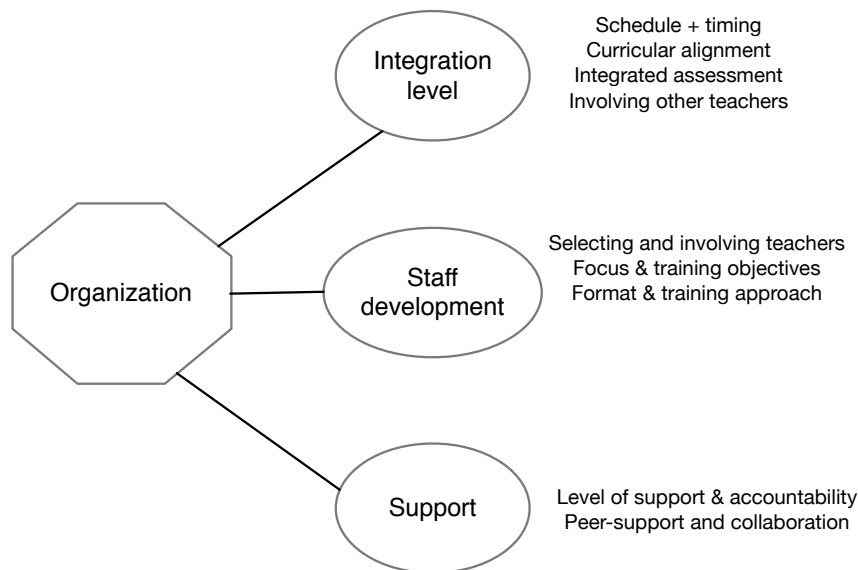 Integration
level
Schedule + timing
Curricular alignment
Integrated assessment
Involving other teachers
Organization
Staff
development
Selecting and involving teachers
Focus & training objectives
Format & training approach
Support
Level of support & accountability
Peer-support and collaboration